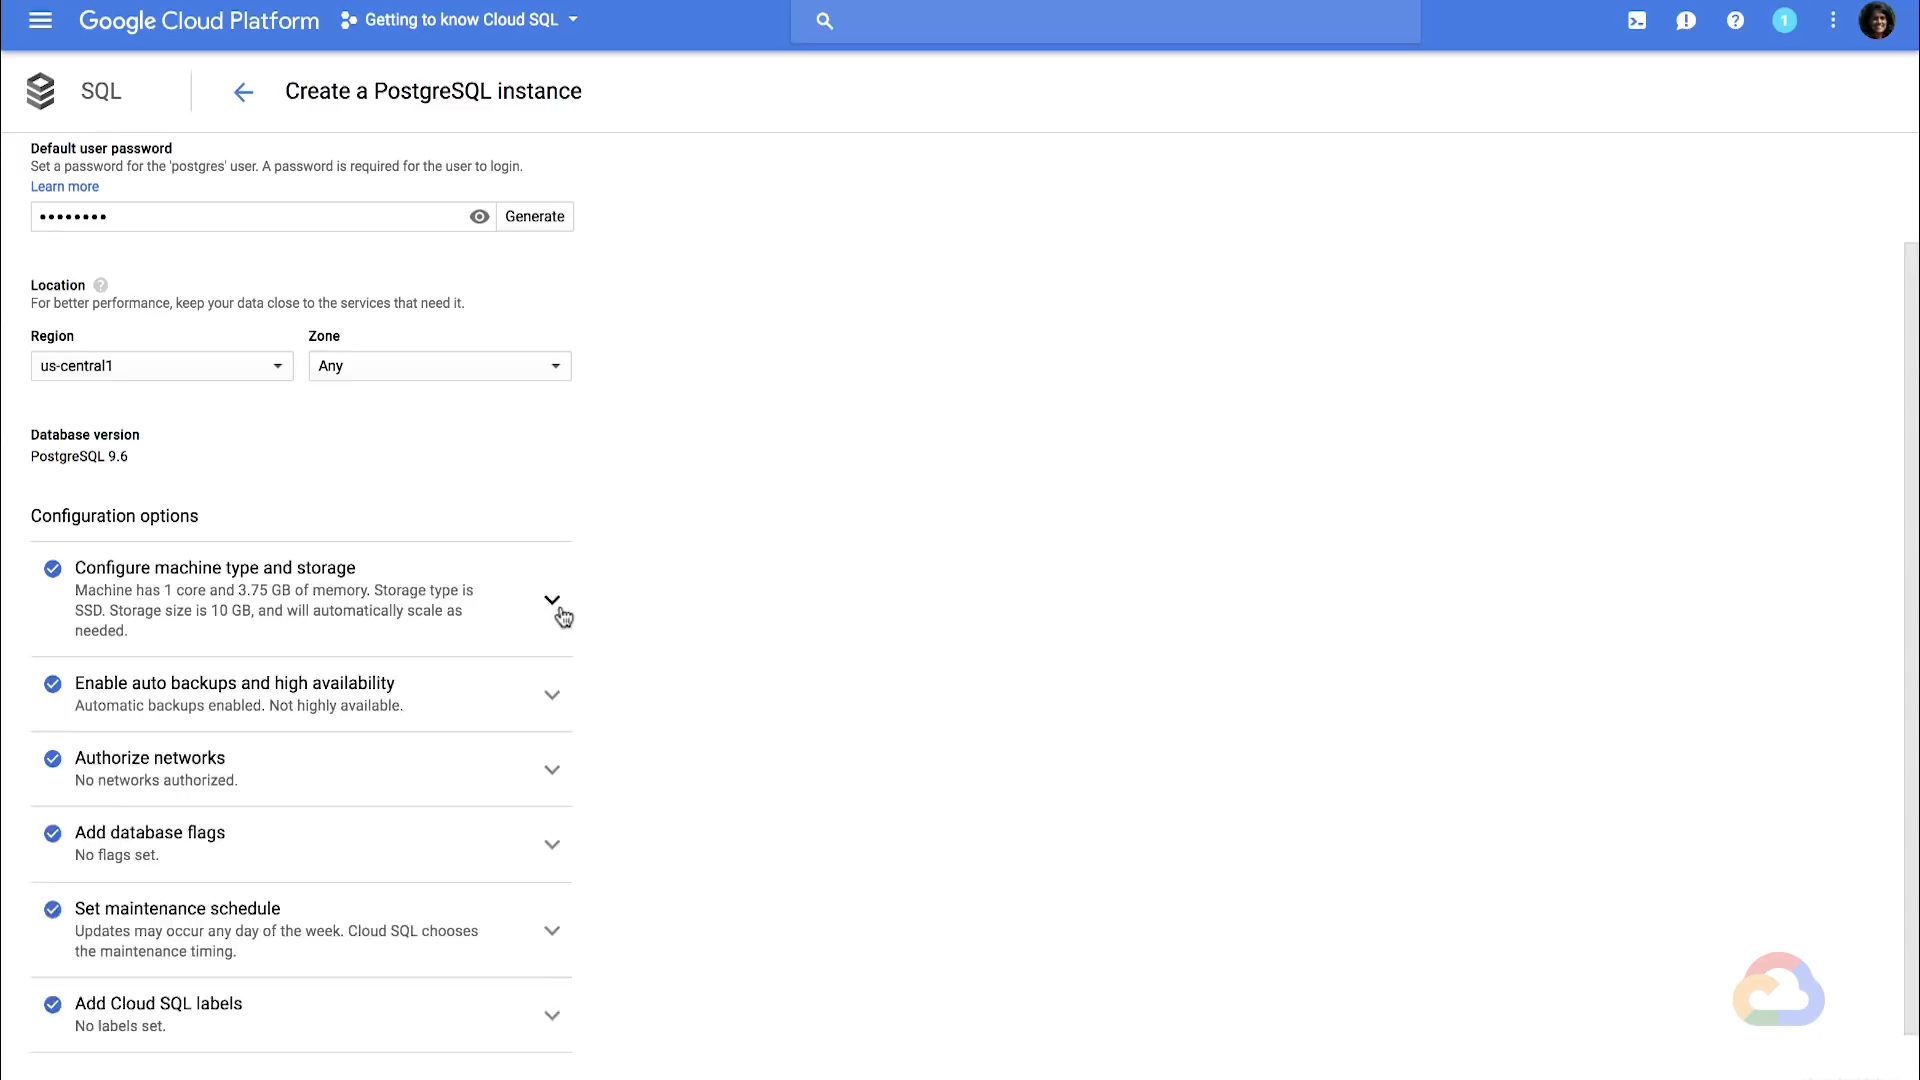 Google Cloud Platform
Getting to know Cloud SQL
1
SQL
Create a PostgreSQL instance
Default user password
Set a password for the 'postgres' user. A password is required for the user to login.
Learn more
••••••••
Generate
Location
For better performance, keep your data close to the services that need it.
Region
Zone
us-central1
Any
Database version
PostgreSQL 9.6
Configuration options
Configure machine type and storage
Machine has 1 core and 3.75 GB of memory. Storage type is
SSD. Storage size is 10 GB, and will automatically scale as
needed.
Enable auto backups and high availability
Automatic backups enabled. Not highly available.
Authorize networks
No networks authorized.
Add database flags
No flags set.
Set maintenance schedule
Updates may occur any day of the week. Cloud SQL chooses
the maintenance timing.
Add Cloud SQL labels
No labels set.